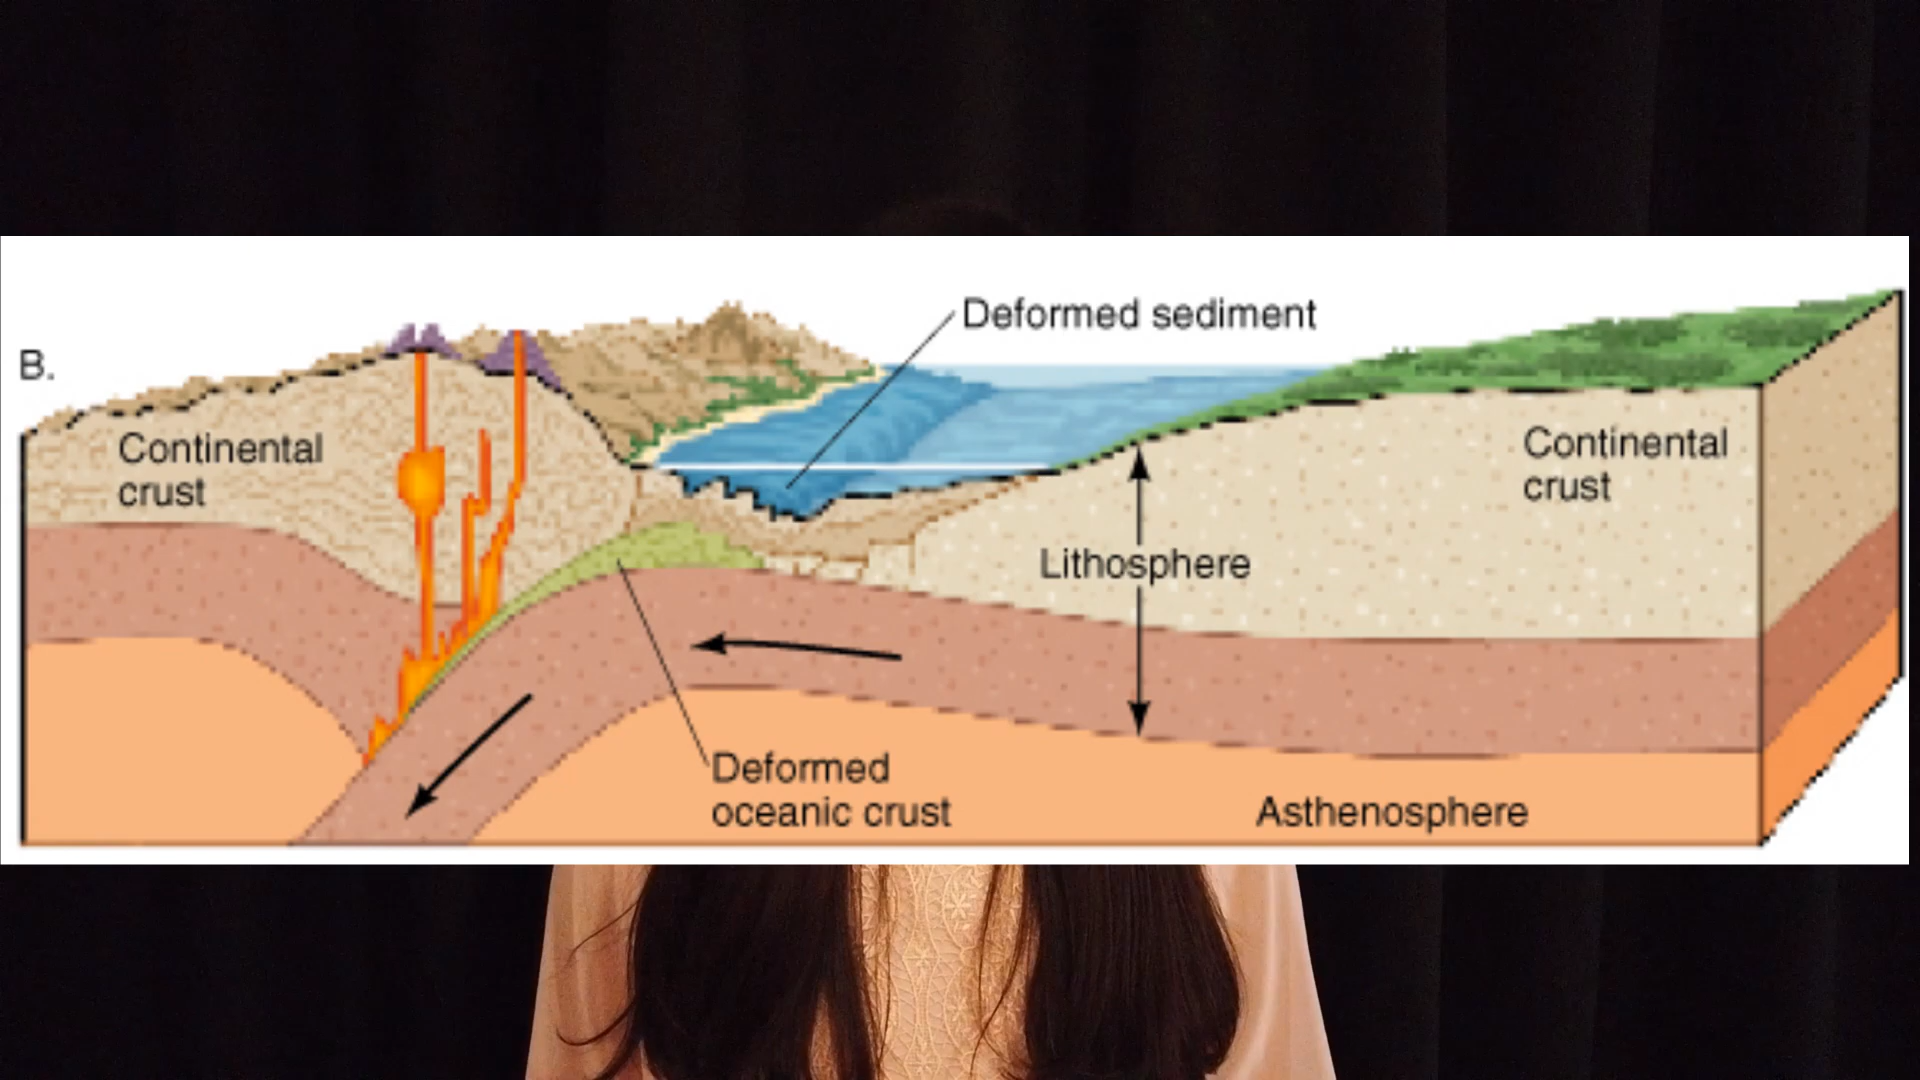 Deformed sediment
B.
Continental
crust
Continental
crust
Lithosphere
Deformed
oceanic crust
Asthenosphere